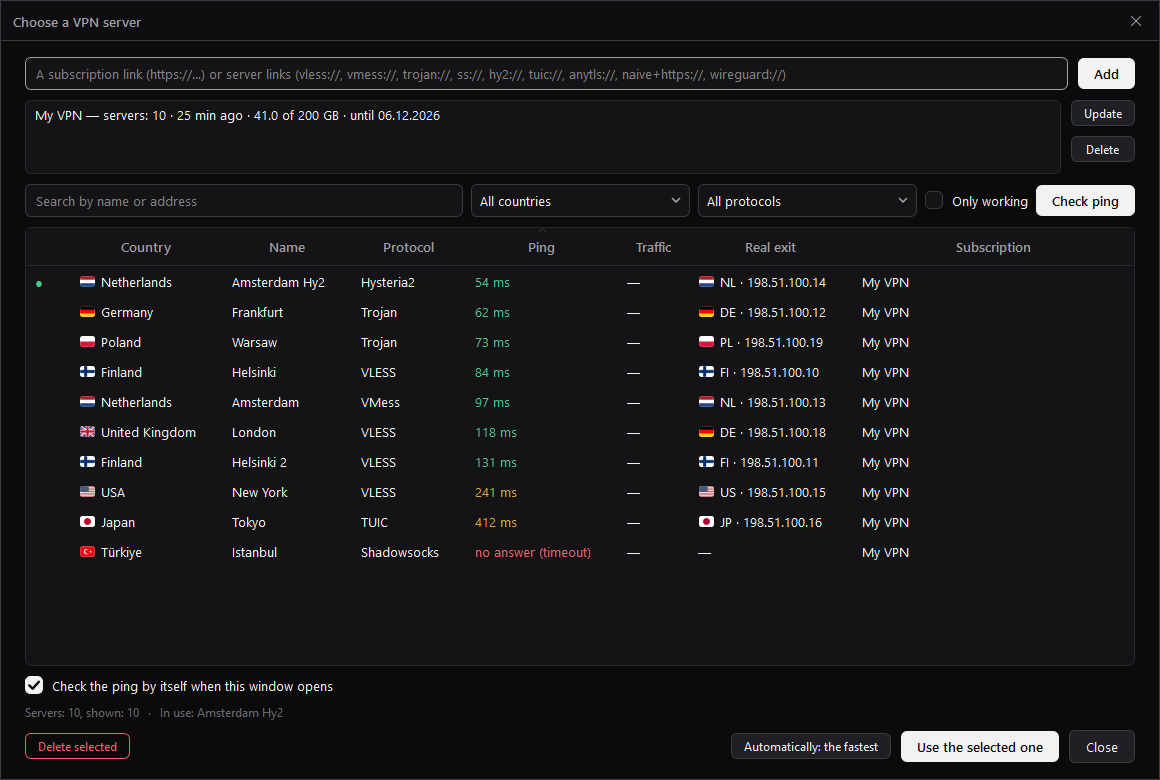 Choose a VPN server
A subscription link (https://...) or server links (vless://, vmess://, trojan://, ss://, hy2://, tuic://, anytls://, naive+https://, wireguard://)
Add
My VPN — servers: 10 · 25 min ago · 41.0 of 200 GB · until 06.12.2026
Update
Delete
Search by name or address
All countries
All protocols
Only working
Check ping
Country Name Protocol Ping Traffic Real exit Subscription
Netherlands Amsterdam Hy2 Hysteria2 54 ms — NL · 198.51.100.14 My VPN
Germany Frankfurt Trojan 62 ms — DE · 198.51.100.12 My VPN
Poland Warsaw Trojan 73 ms — PL · 198.51.100.19 My VPN
Finland Helsinki VLESS 84 ms — FI · 198.51.100.10 My VPN
Netherlands Amsterdam VMess 97 ms — NL · 198.51.100.13 My VPN
United Kingdom London VLESS 118 ms — DE · 198.51.100.18 My VPN
Finland Helsinki 2 VLESS 131 ms — FI · 198.51.100.11 My VPN
USA New York VLESS 241 ms — US · 198.51.100.15 My VPN
Japan Tokyo TUIC 412 ms — JP · 198.51.100.16 My VPN
Türkiye Istanbul Shadowsocks no answer (timeout) — — My VPN
Check the ping by itself when this window opens
Servers: 10, shown: 10 · In use: Amsterdam Hy2
Delete selected
Automatically: the fastest
Use the selected one
Close